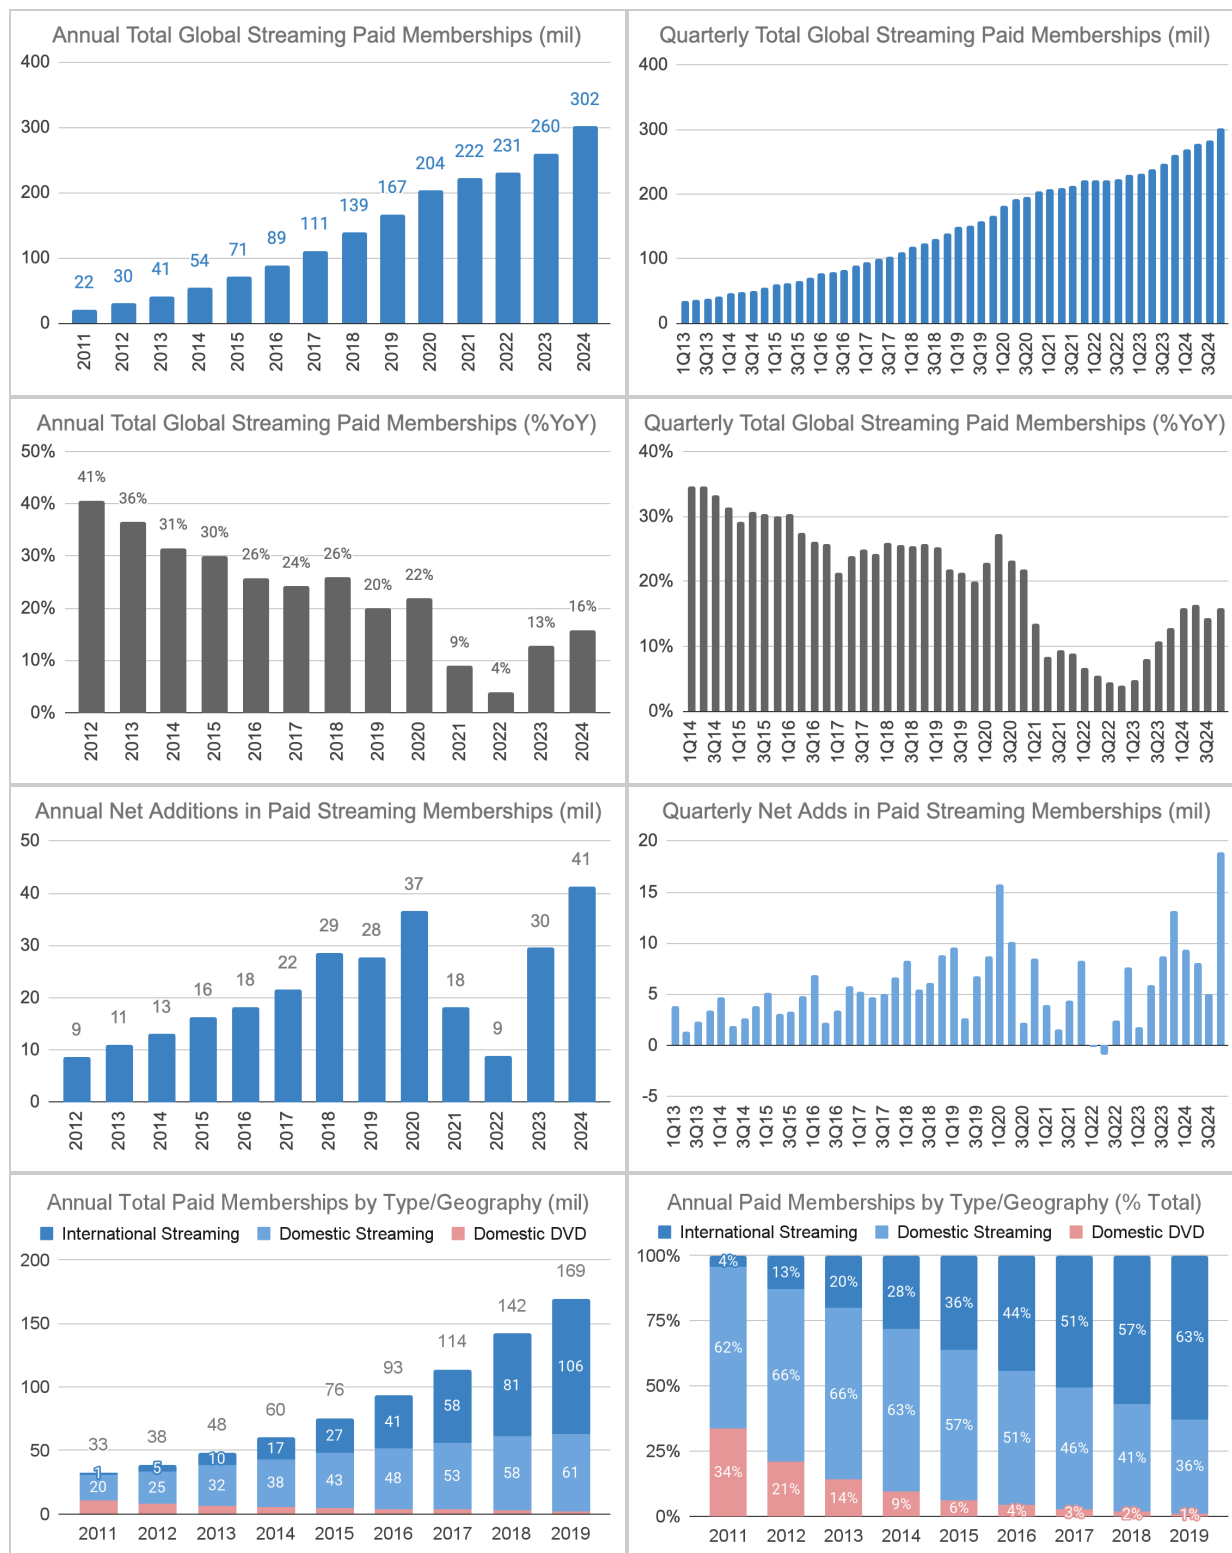 Annual Total Global Streaming Paid Memberships (mil)
400
300
200
100
0
22
30
41
54
71
89
111
139
167
204
222
231
260
302
2011
2012
2013
2014
2015
2016
2017
2018
2019
2020
2021
2022
2023
2024
Quarterly Total Global Streaming Paid Memberships (mil)
400
300
200
100
0
1Q13
3Q13
1Q14
3Q14
1Q15
3Q15
1Q16
3Q16
1Q17
3Q17
1Q18
3Q18
1Q19
3Q19
1Q20
3Q20
1Q21
3Q21
1Q22
3Q22
1Q23
3Q23
1Q24
3Q24
Annual Total Global Streaming Paid Memberships (%YoY)
50%
40%
30%
20%
10%
0%
41%
36%
31%
30%
26%
24%
26%
20%
22%
9%
4%
13%
16%
2012
2013
2014
2015
2016
2017
2018
2019
2020
2021
2022
2023
2024
Quarterly Total Global Streaming Paid Memberships (%YoY)
40%
30%
20%
10%
0%
1Q14
3Q14
1Q15
3Q15
1Q16
3Q16
1Q17
3Q17
1Q18
3Q18
1Q19
3Q19
1Q20
3Q20
1Q21
3Q21
1Q22
3Q22
1Q23
3Q23
1Q24
3Q24
Annual Net Additions in Paid Streaming Memberships (mil)
50
40
30
20
10
0
9
11
13
16
18
22
29
28
37
18
9
30
41
2012
2013
2014
2015
2016
2017
2018
2019
2020
2021
2022
2023
2024
Quarterly Net Adds in Paid Streaming Memberships (mil)
20
15
10
5
0
-5
1Q13
3Q13
1Q14
3Q14
1Q15
3Q15
1Q16
3Q16
1Q17
3Q17
1Q18
3Q18
1Q19
3Q19
1Q20
3Q20
1Q21
3Q21
1Q22
3Q22
1Q23
3Q23
1Q24
3Q24
Annual Total Paid Memberships by Type/Geography (mil)
International Streaming Domestic Streaming Domestic DVD
200
150
100
50
0
33
38
48
60
76
93
114
142
169
1
5
10
17
27
41
58
81
106
20
25
32
38
43
48
53
58
61
2011 2012 2013 2014 2015 2016 2017 2018 2019
Annual Paid Memberships by Type/Geography (% Total)
International Streaming Domestic Streaming Domestic DVD
100%
75%
50%
25%
0%
4%
13%
20%
28%
36%
44%
51%
57%
63%
62%
66%
66%
63%
57%
51%
46%
41%
36%
34%
21%
14%
9%
6%
4%
3%
2%
1%
2011 2012 2013 2014 2015 2016 2017 2018 2019